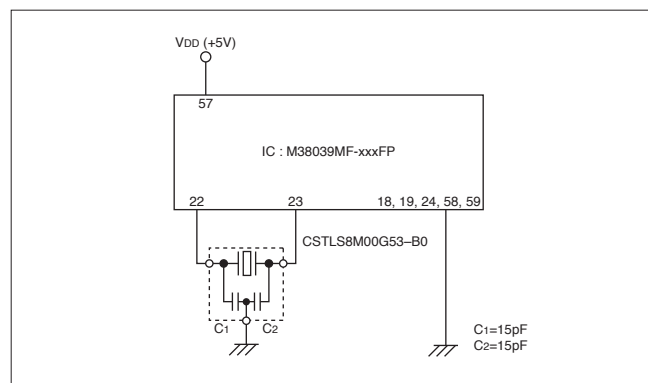 VDD (+5V)
57
IC : M38039MF-xxxFP
22
23
18, 19, 24, 58, 59
CSTLS8M00G53–B0
C1
C2
C1=15pF
C2=15pF